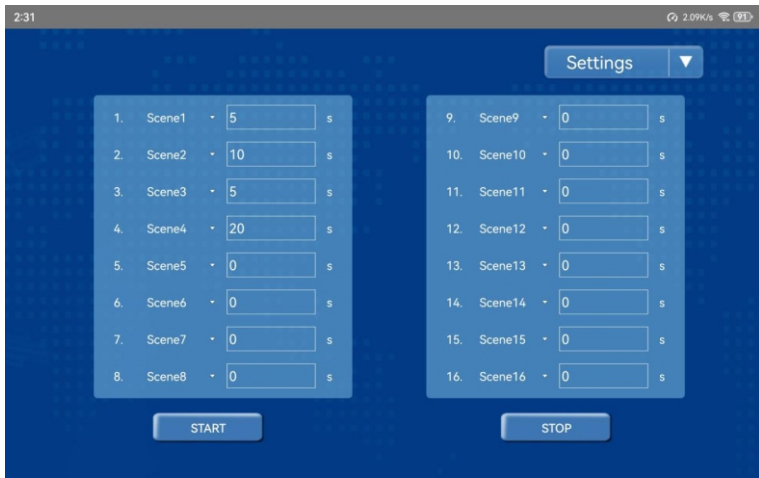 2:31 2.09K/s 91
Settings
1. Scene1 5 s
2. Scene2 10 s
3. Scene3 5 s
4. Scene4 20 s
5. Scene5 0 s
6. Scene6 0 s
7. Scene7 0 s
8. Scene8 0 s
9. Scene9 0 s
10. Scene10 0 s
11. Scene11 0 s
12. Scene12 0 s
13. Scene13 0 s
14. Scene14 0 s
15. Scene15 0 s
16. Scene16 0 s
START STOP